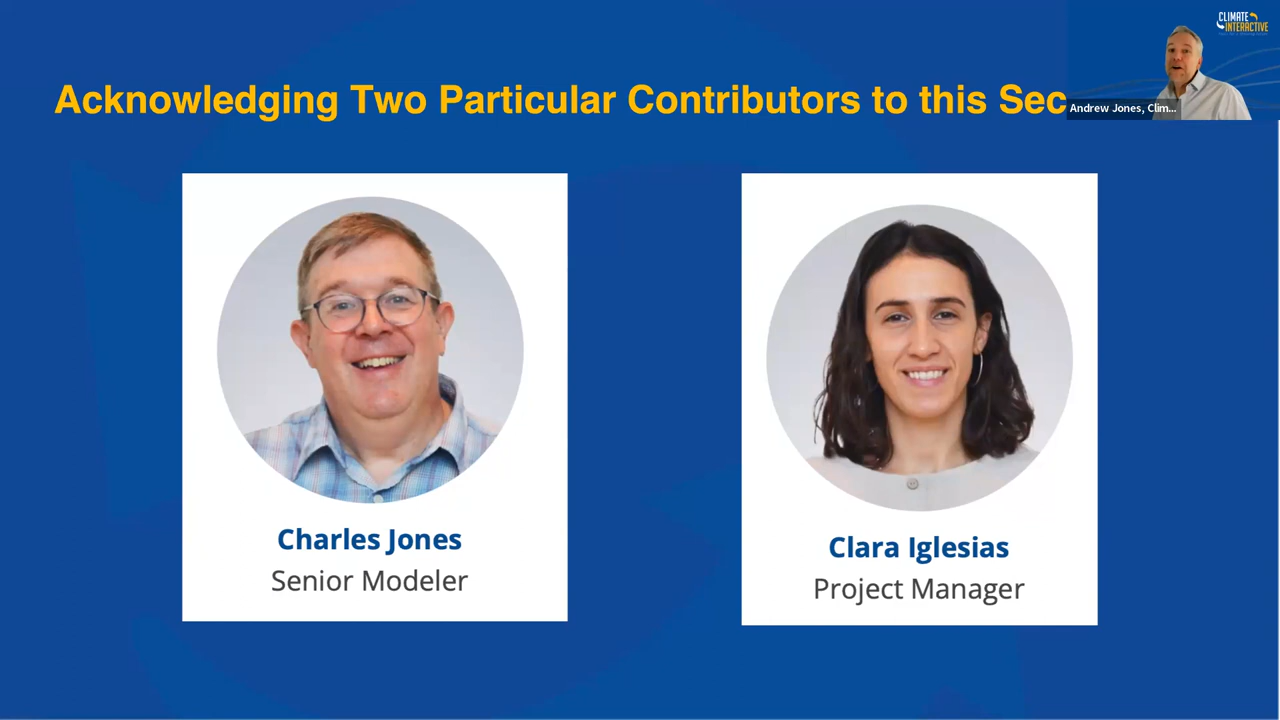 CLIMATE
INTERACTIVE
Acknowledging Two Particular Contributors to this Sec
Andrew Jones, Clim...
Charles Jones
Senior Modeler
Clara Iglesias
Project Manager